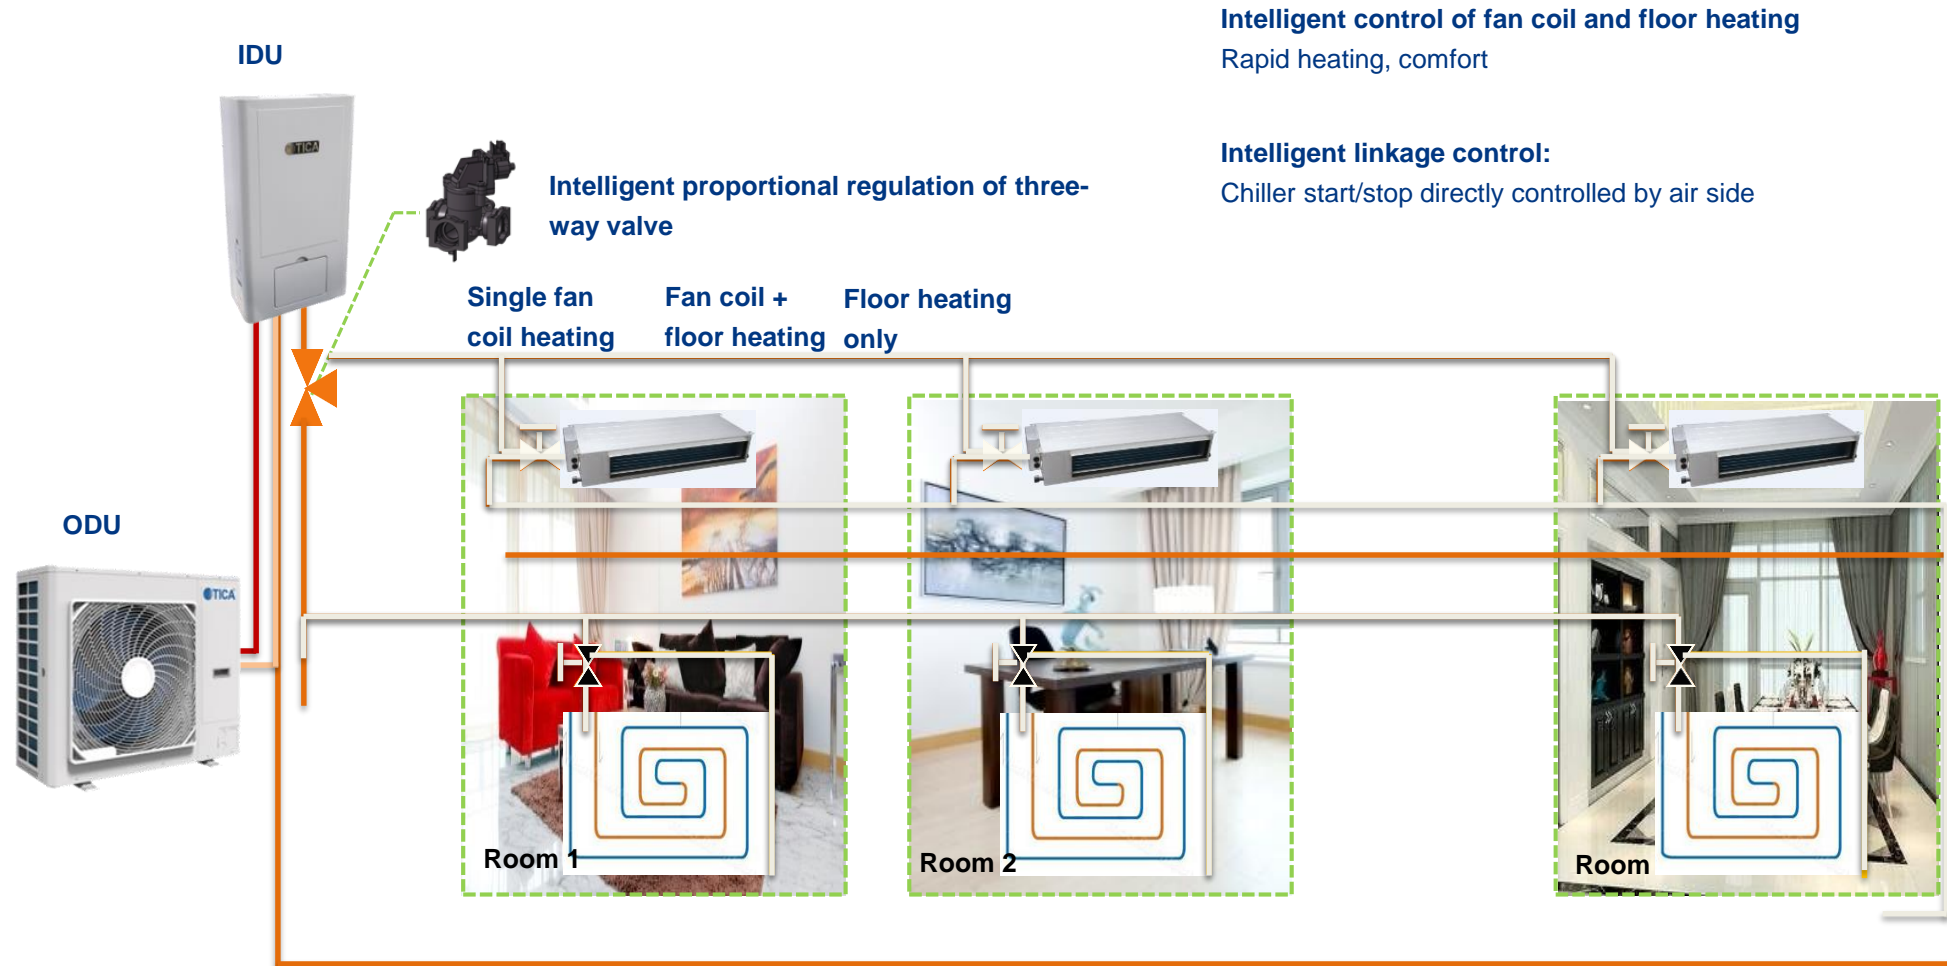 Intelligent control of fan coil and floor heating
Rapid heating, comfort
IDU
TICA
Intelligent linkage control:
Chiller start/stop directly controlled by air side
Intelligent proportional regulation of three-
way valve
Single fan
coil heating
Fan coil +
floor heating
Floor heating
only
ODU
TICA
Room 1
Room 2
Room